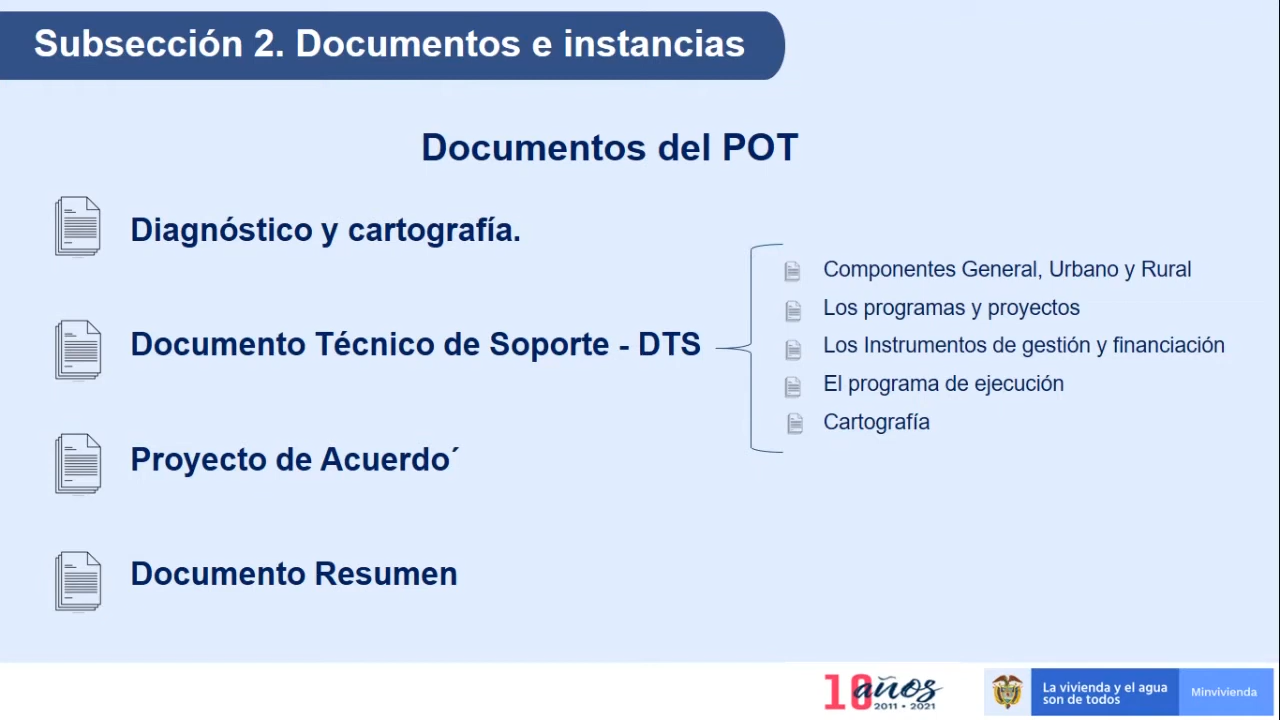 Subsección 2. Documentos e instancias
Documentos del POT
Diagnóstico y cartografía.
Documento Técnico de Soporte - DTS
Componentes General, Urbano y Rural
Los programas y proyectos
Los Instrumentos de gestión y financiación
El programa de ejecución
Cartografía
Proyecto de Acuerdo´
Documento Resumen
10 años
2011 • 2021
La vivienda y el agua
son de todos
Minvivienda